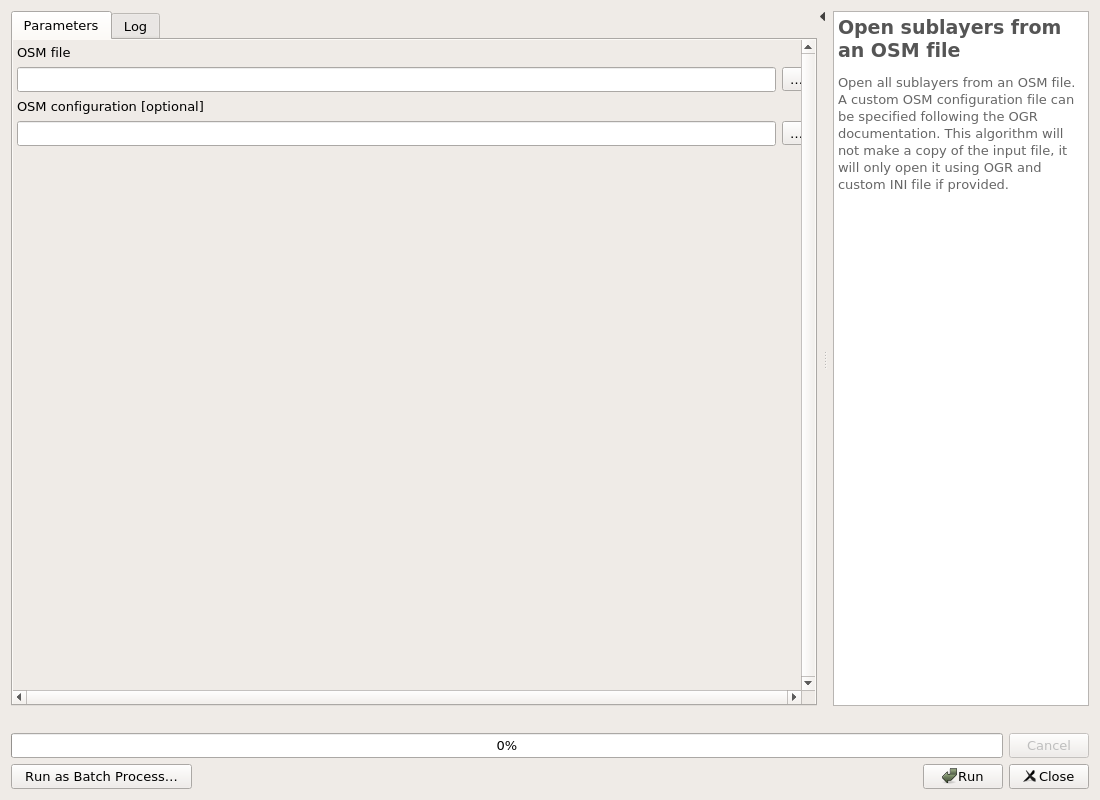 Parameters
Log
OSM file
...
OSM configuration [optional]
...
Open sublayers from
an OSM file
Open all sublayers from an OSM file.
A custom OSM configuration file can
be specified following the OGR
documentation. This algorithm will
not make a copy of the input file, it
will only open it using OGR and
custom INI file if provided.
0%
Cancel
Run as Batch Process...
Run
Close